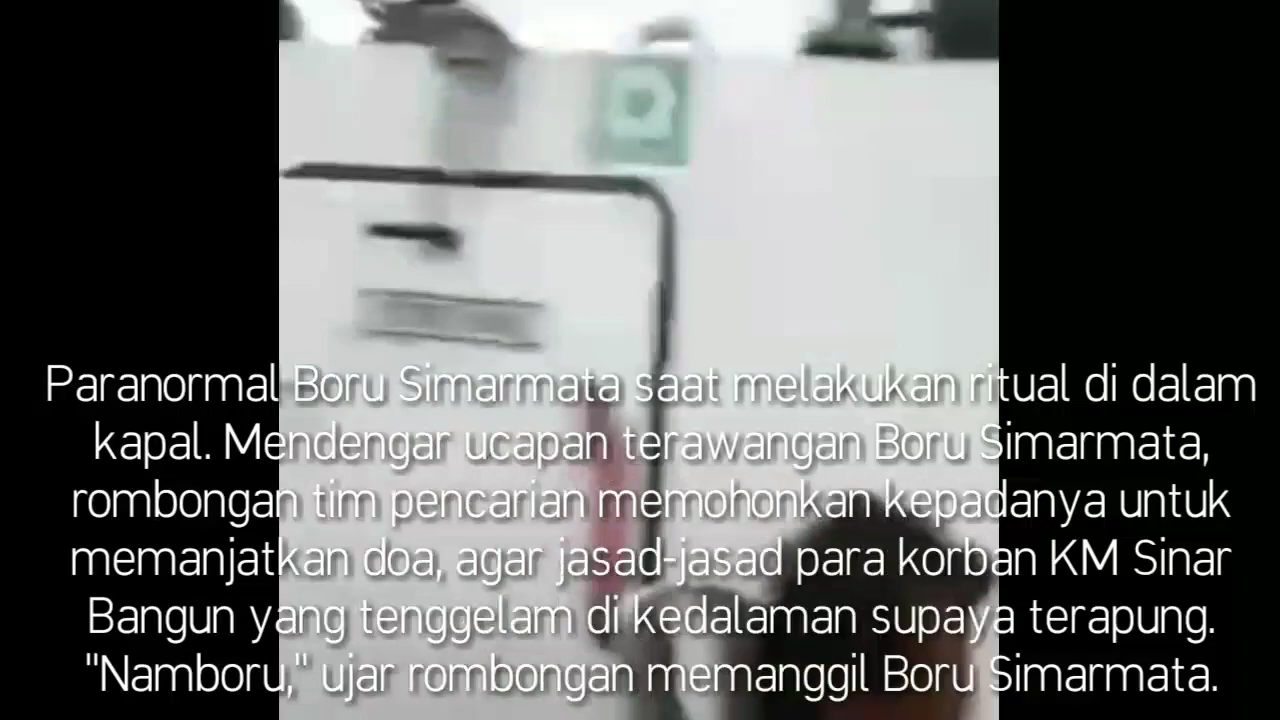 Paranormal Boru Simarmata saat melakukan ritual di dalam
kapal. Mendengar ucapan terawangan Boru Simarmata,
rombongan tim pencarian memohonkan kepadanya untuk
memanjatkan doa, agar jasad-jasad para korban KM Sinar
Bangun yang tenggelam di kedalaman supaya terapung.
"Namboru," ujar rombongan memanggil Boru Simarmata.